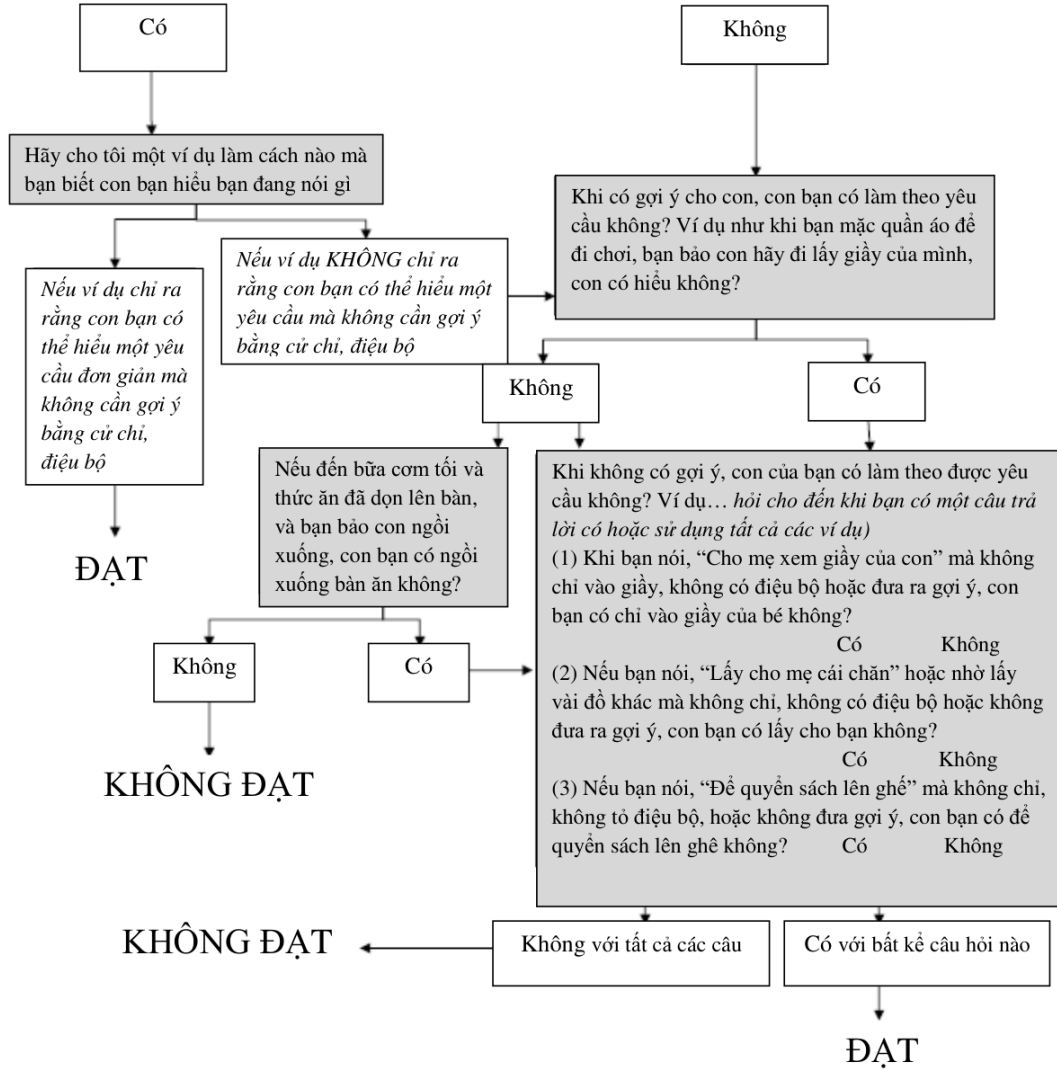 Có
Không
Hãy cho tôi một ví dụ làm cách nào mà
bạn biết con bạn hiểu bạn đang nói gì
Khi có gợi ý cho con, con bạn có làm theo yêu
cầu không? Ví dụ như khi bạn mặc quần áo để
đi chơi, bạn bảo con hãy đi lấy giầy của mình,
con có hiểu không?
Nếu ví dụ chỉ ra
rằng con bạn có
thể hiểu một yêu
cầu đơn giản mà
không cần gợi ý
bằng cử chỉ,
điệu bộ
Nếu ví dụ KHÔNG chỉ ra
rằng con bạn có thể hiểu một
yêu cầu mà không cần gợi ý
bằng cử chỉ, điệu bộ
Không
Có
ĐẠT
Nếu đến bữa cơm tối và
thức ăn đã dọn lên bàn,
và bạn bảo con ngồi
xuống, con bạn có ngồi
xuống bàn ăn không?
Khi không có gợi ý, con của bạn có làm theo được yêu
cầu không? Ví dụ… hỏi cho đến khi bạn có một câu trả
lời có hoặc sử dụng tất cả các ví dụ)
(1) Khi bạn nói, “Cho mẹ xem giầy của con” mà không
chỉ vào giầy, không có điệu bộ hoặc đưa ra gợi ý, con
bạn có chỉ vào giầy của bé không?
Có Không
(2) Nếu bạn nói, “Lấy cho mẹ cái chăn” hoặc nhờ lấy
vài đồ khác mà không chỉ, không có điệu bộ hoặc không
đưa ra gợi ý, con bạn có lấy cho bạn không?
Có Không
(3) Nếu bạn nói, “Để quyển sách lên ghế” mà không chỉ,
không tỏ điệu bộ, hoặc không đưa gợi ý, con bạn có để
quyển sách lên ghê không? Có Không
Không
Có
KHÔNG ĐẠT
KHÔNG ĐẠT
Không với tất cả các câu
Có với bất kể câu hỏi nào
ĐẠT